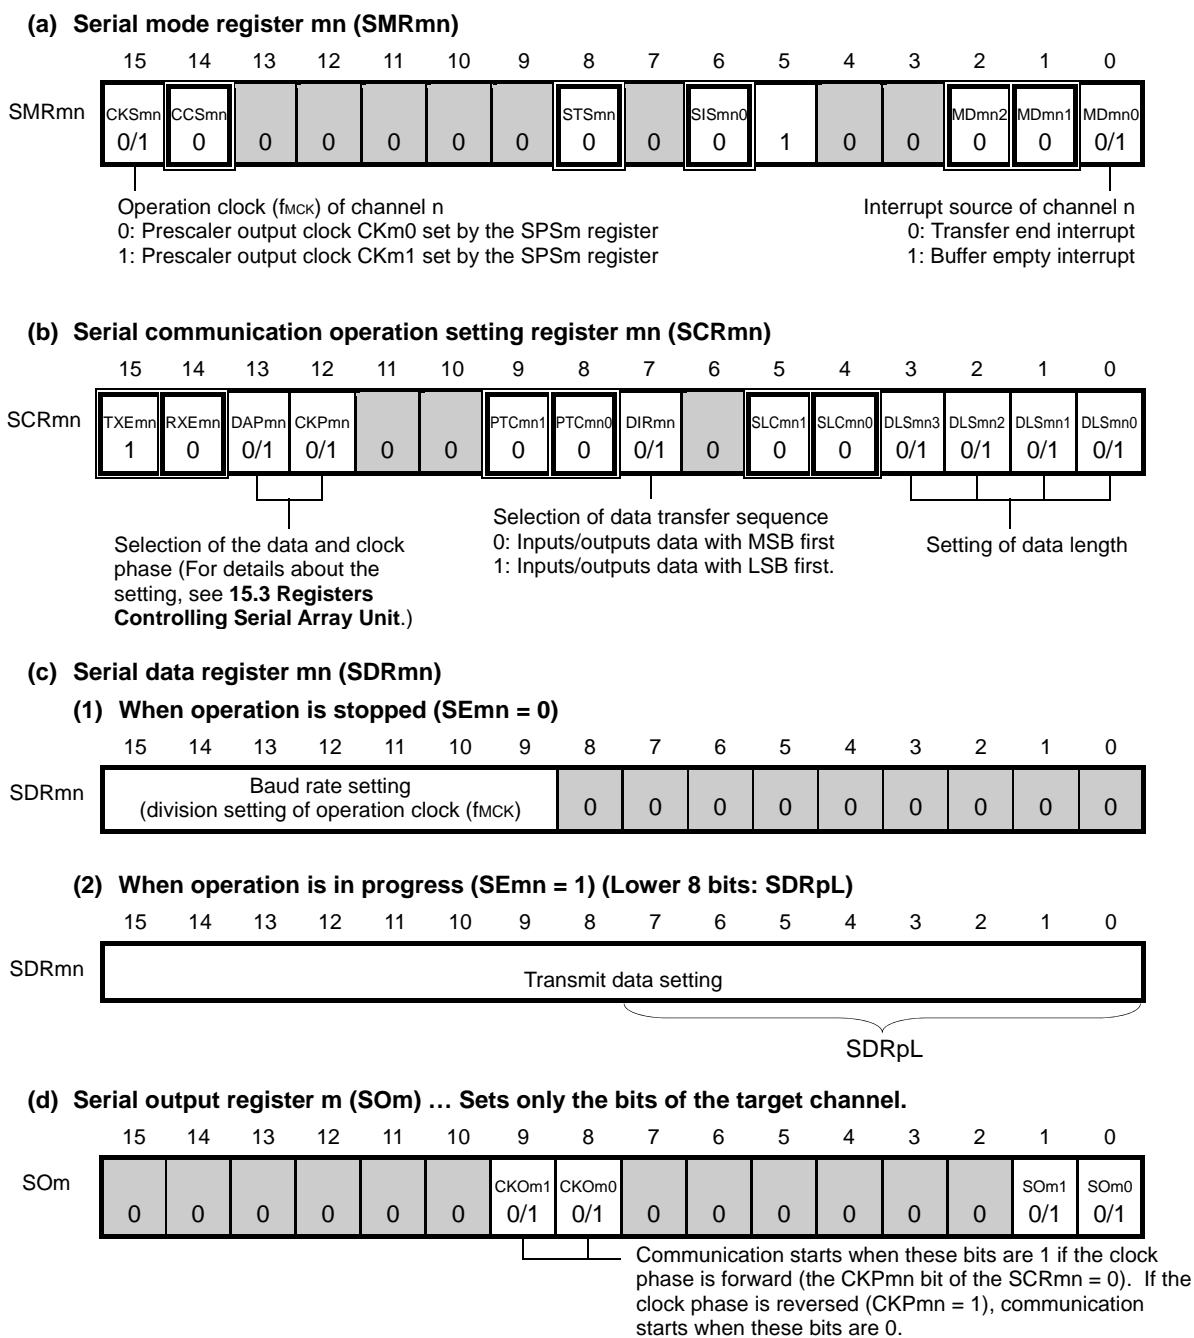 (a) Serial mode register mn (SMRmn)
15 14 13 12 11 10 9 8 7 6 5 4 3 2 1 0
SMRmn CKSmn CCSmn STSmn SISmn0 MDmn2 MDmn1 MDmn0
0/1 0 0 0 0 0 0 0 0 0 1 0 0 0 0 0/1
Operation clock (fMCK) of channel n
0: Prescaler output clock CKm0 set by the SPSm register
1: Prescaler output clock CKm1 set by the SPSm register
Interrupt source of channel n
0: Transfer end interrupt
1: Buffer empty interrupt
(b) Serial communication operation setting register mn (SCRmn)
15 14 13 12 11 10 9 8 7 6 5 4 3 2 1 0
SCRmn TXEmn RXEmn DAPmn CKPmn PTCmn1 PTCmn0 DIRmn SLCmn1 SLCmn0 DLSmn3 DLSmn2 DLSmn1 DLSmn0
1 0 0/1 0/1 0 0 0 0 0/1 0 0 0 0/1 0/1 0/1 0/1
Selection of the data and clock
phase (For details about the
setting, see 15.3 Registers
Controlling Serial Array Unit.)
Selection of data transfer sequence
0: Inputs/outputs data with MSB first
1: Inputs/outputs data with LSB first.
Setting of data length
(c) Serial data register mn (SDRmn)
(1) When operation is stopped (SEmn = 0)
15 14 13 12 11 10 9 8 7 6 5 4 3 2 1 0
SDRmn
Baud rate setting
(division setting of operation clock (fMCK)
0 0 0 0 0 0 0 0 0
(2) When operation is in progress (SEmn = 1) (Lower 8 bits: SDRpL)
15 14 13 12 11 10 9 8 7 6 5 4 3 2 1 0
SDRmn
Transmit data setting
SDRpL
(d) Serial output register m (SOm) … Sets only the bits of the target channel.
15 14 13 12 11 10 9 8 7 6 5 4 3 2 1 0
SOm CKOm1 CKOm0 SOm1 SOm0
0 0 0 0 0 0 0/1 0/1 0 0 0 0 0 0 0/1 0/1
Communication starts when these bits are 1 if the clock
phase is forward (the CKPmn bit of the SCRmn = 0). If the
clock phase is reversed (CKPmn = 1), communication
starts when these bits are 0.